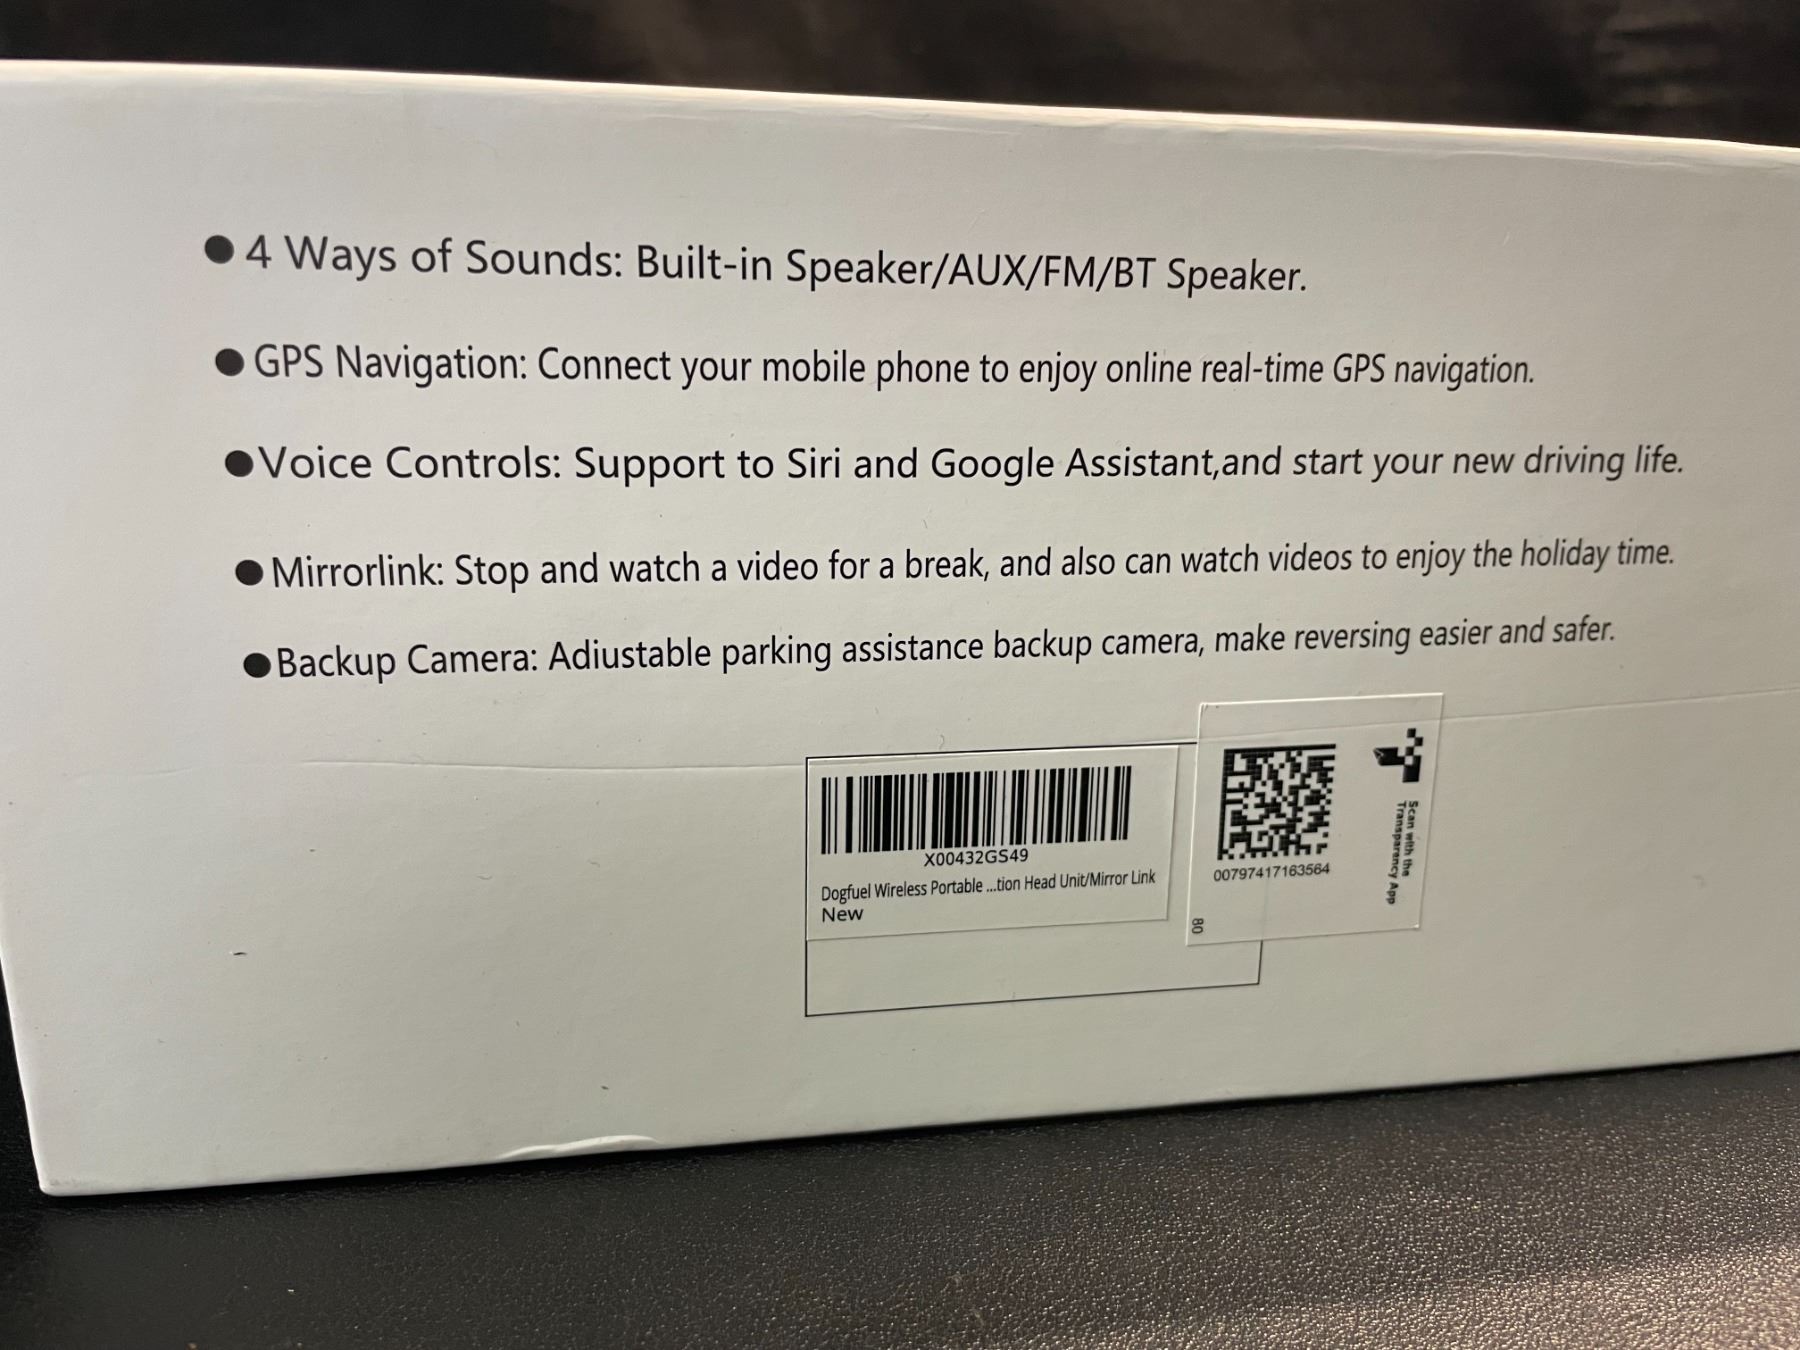 ● 4 Ways of Sounds: Built-in Speaker/AUX/FM/BT Speaker.
● GPS Navigation: Connect your mobile phone to enjoy online real-time GPS navigation.
● Voice Controls: Support to Siri and Google Assistant,and start your new driving life.
● Mirrorlink: Stop and watch a video for a break, and also can watch videos to enjoy the holiday time.
● Backup Camera: Adiustable parking assistance backup camera, make reversing easier and safer.
X00432GS49
Dogfuel Wireless Portable ...tion Head Unit/Mirror Link
New
00797417163564
80
Scan with the
Transparency App